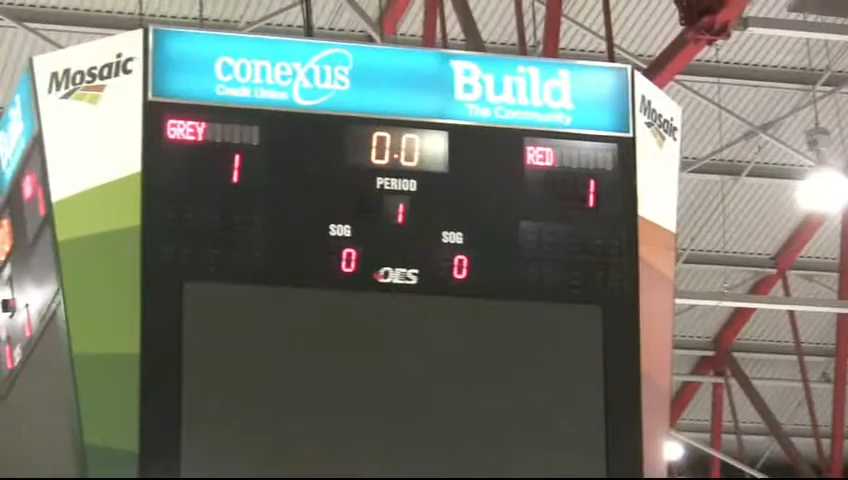 Mosaic
conexus
Credit Union
Build
The Community
Mosaic
GREY
0.0
RED
1
PERIOD
1
1
SOG
SOG
0
OES
0